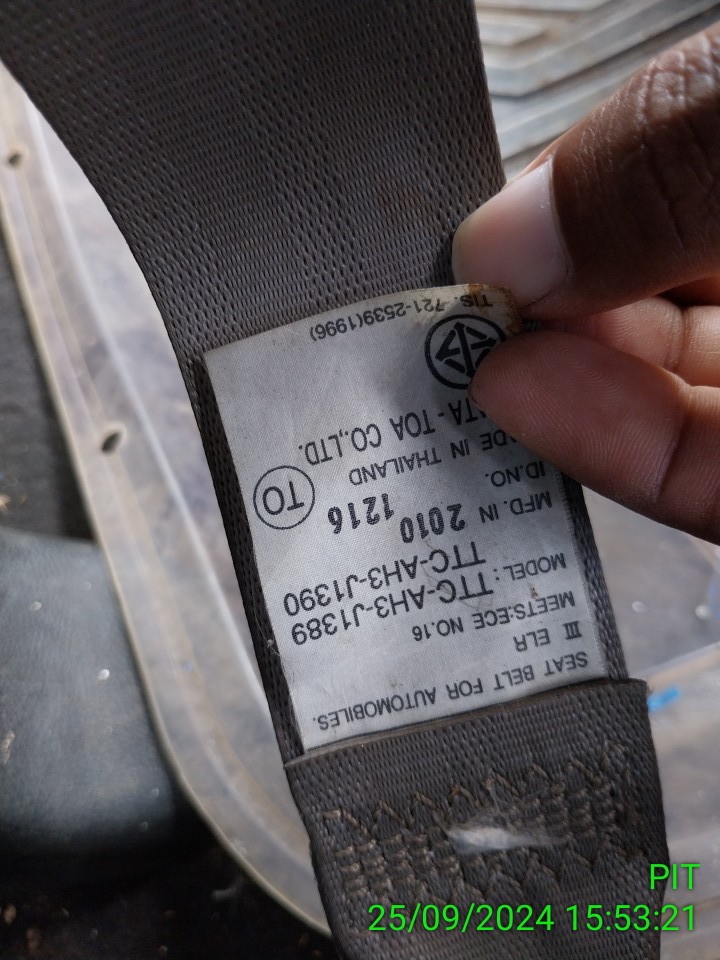 SEAT BELT FOR AUTOMOBILES.
III ELR
MEETS:ECE NO.16
MODEL: TTC-AH3-J1389
TTC-AH3-J1390
MFD. IN 2010 1216
ID.NO.
IN THAILAND
TO
TOA CO.,LTD.
TIS. 721-2539(1996)
PIT
25/09/2024 15:53:21